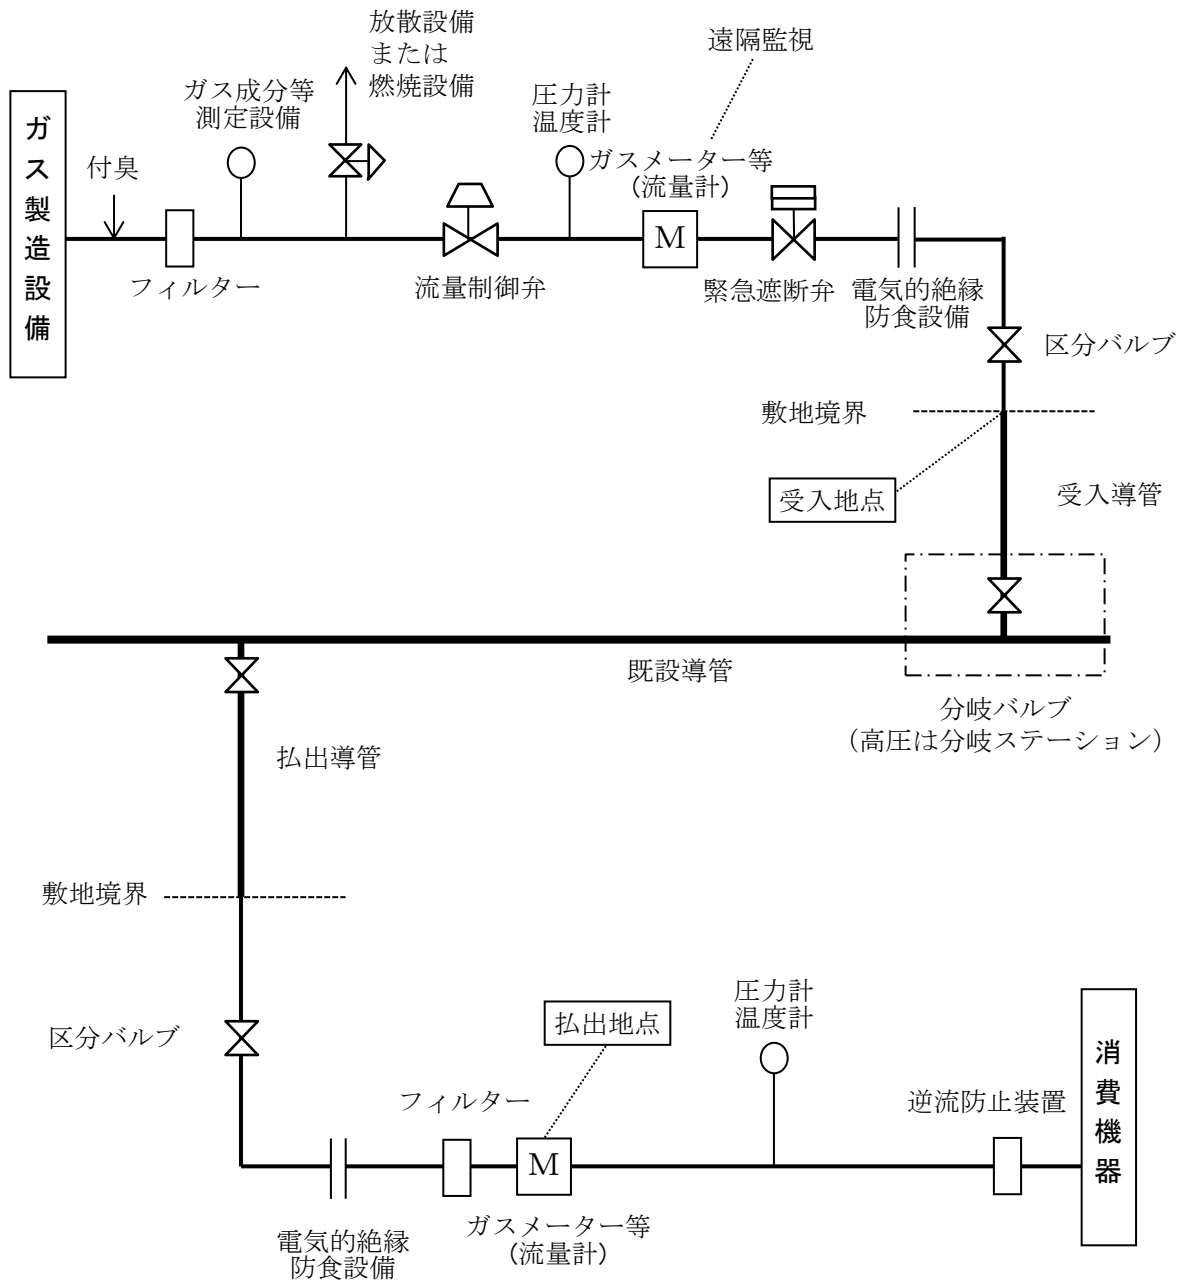 放散設備
または
燃焼設備
遠隔監視
ガス成分等
測定設備
圧力計
温度計
ガス製造設備
付臭
ガスメーター等
(流量計)
M
フィルター
流量制御弁
緊急遮断弁
電気的絶縁
防食設備
区分バルブ
敷地境界
受入地点
受入導管
既設導管
分岐バルブ
（高圧は分岐ステーション）
払出導管
敷地境界
区分バルブ
払出地点
圧力計
温度計
消費機器
フィルター
逆流防止装置
M
ガスメーター等
(流量計)
電気的絶縁
防食設備